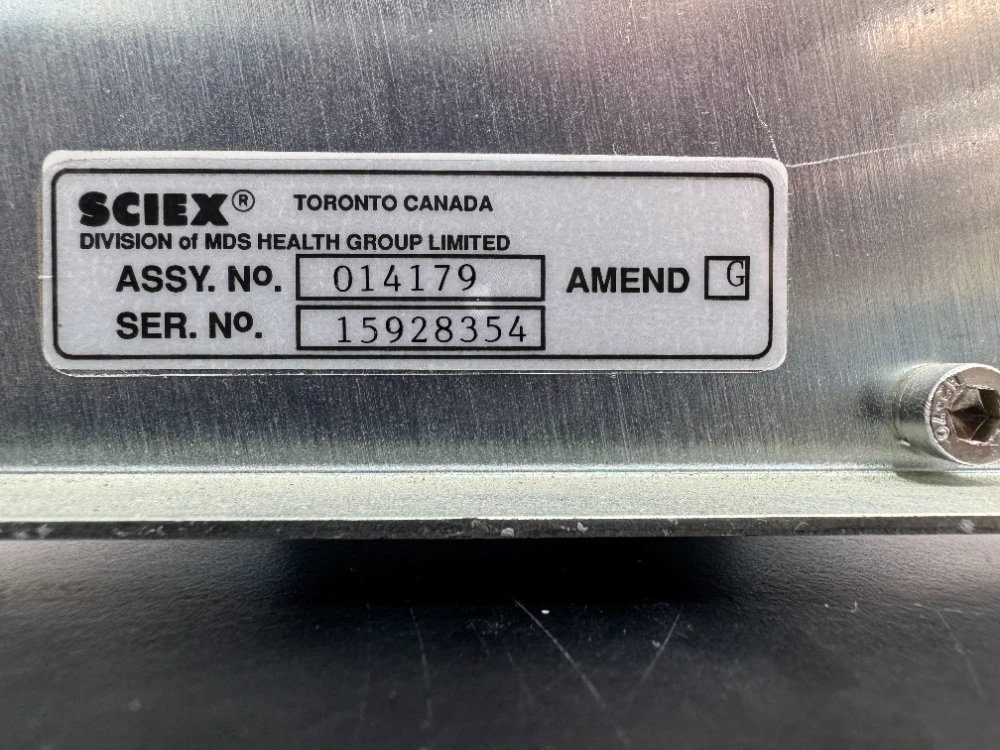 SCIEX® TORONTO CANADA
DIVISION of MDS HEALTH GROUP LIMITED
ASSY. NO. 014179 AMEND G
SER. NO. 15928354